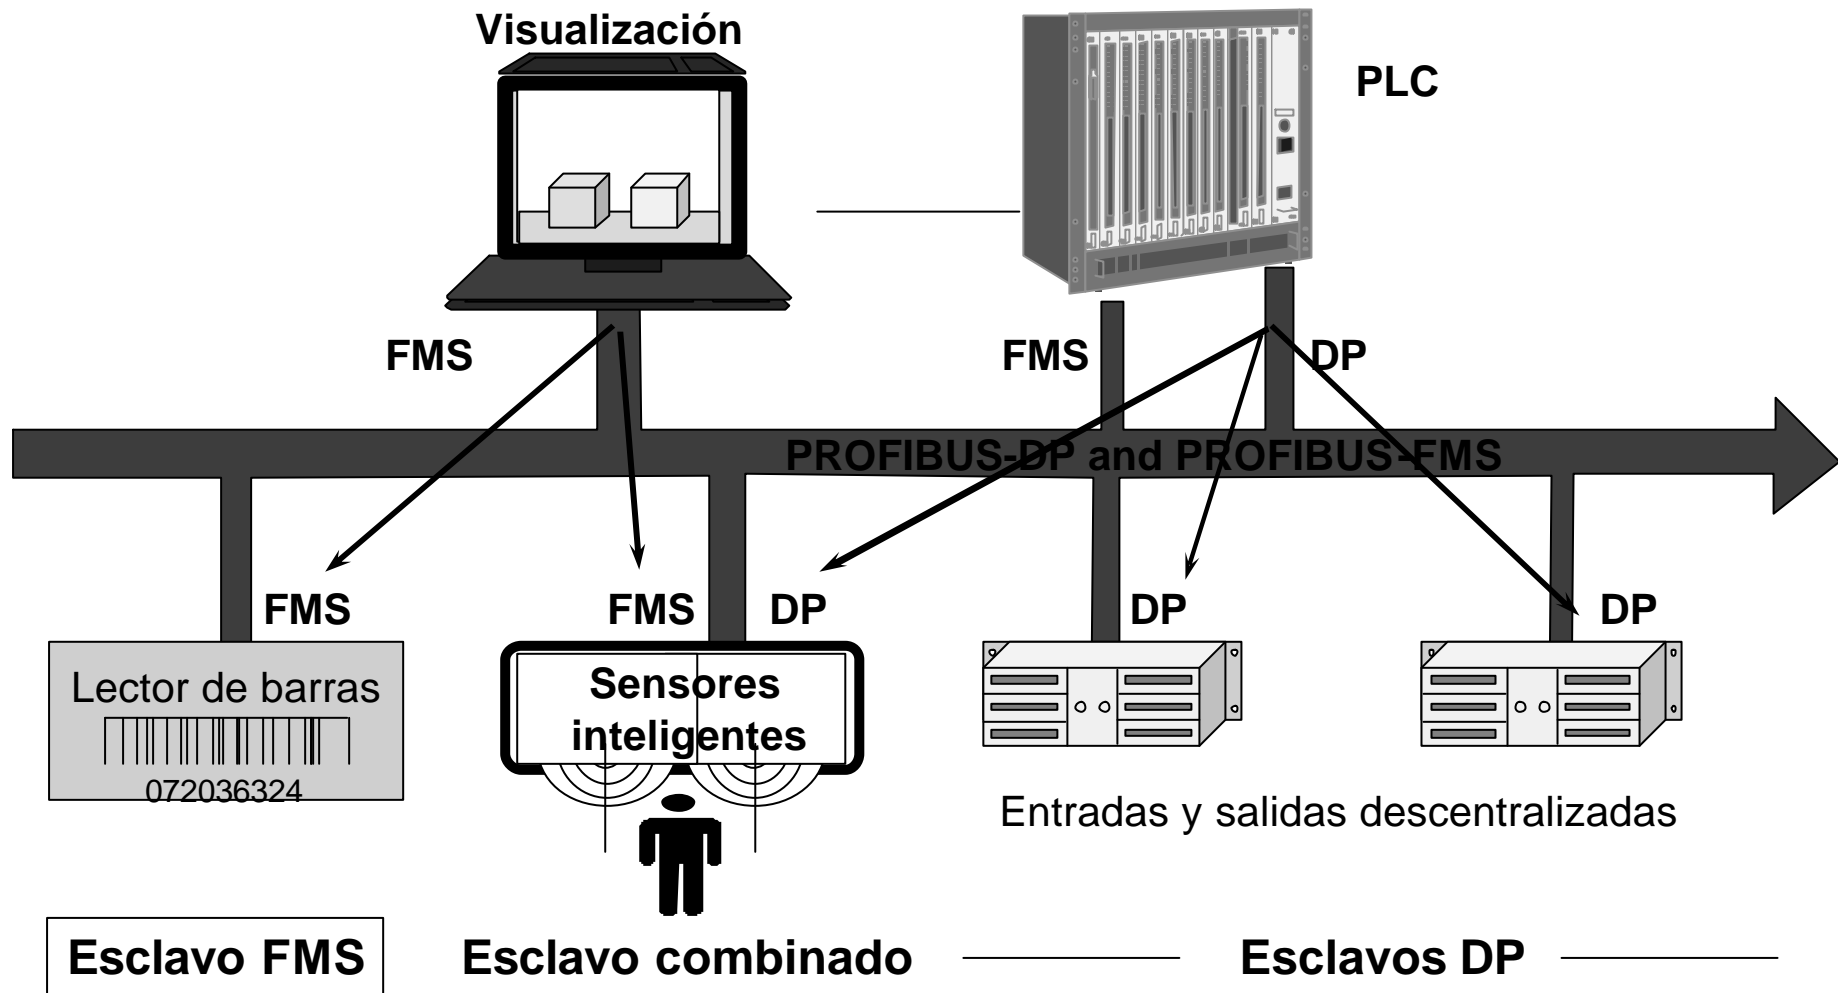 Visualización
PLC
FMS
FMS
DP
PROFIBUS-DP and PROFIBUS-FMS
FMS
FMS
DP
DP
DP
Lector de barras
072036324
Sensores
inteligentes
Entradas y salidas descentralizadas
Esclavo FMS
Esclavo combinado
Esclavos DP